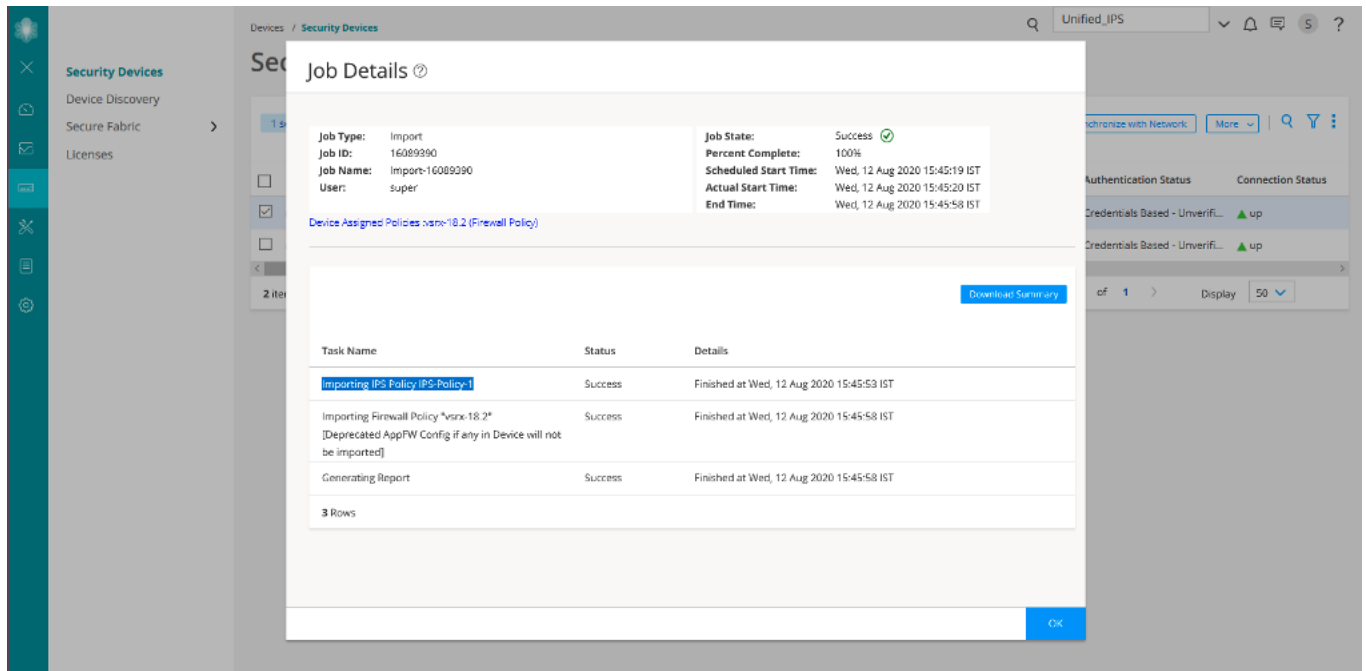 Devices / Security Devices
Unified_IPS
S
?
Security Devices
Device Discovery
Secure Fabric
Licenses
Sec
Job Details
Job Type: Import
Job ID: 16089390
Job Name: Import-16089390
User: super
Job State: Success
Percent Complete: 100%
Scheduled Start Time: Wed, 12 Aug 2020 15:45:19 IST
Actual Start Time: Wed, 12 Aug 2020 15:45:20 IST
End Time: Wed, 12 Aug 2020 15:45:58 IST
Device Assigned Policies :vsrx-18.2 (Firewall Policy)
1 s
nchronize with Network
More
Authentication Status Connection Status
Credentials Based - Unverifi... up
Credentials Based - Unverifi... up
2 iter
of 1
Display 50
Download Summary
Task Name Status Details
Importing IPS Policy IPS-Policy-1 Success Finished at Wed, 12 Aug 2020 15:45:53 IST
Importing Firewall Policy "vsrx-18.2" Success Finished at Wed, 12 Aug 2020 15:45:58 IST
[Deprecated AppFW Config if any in Device will not
be imported]
Generating Report Success Finished at Wed, 12 Aug 2020 15:45:58 IST
3 Rows
OK